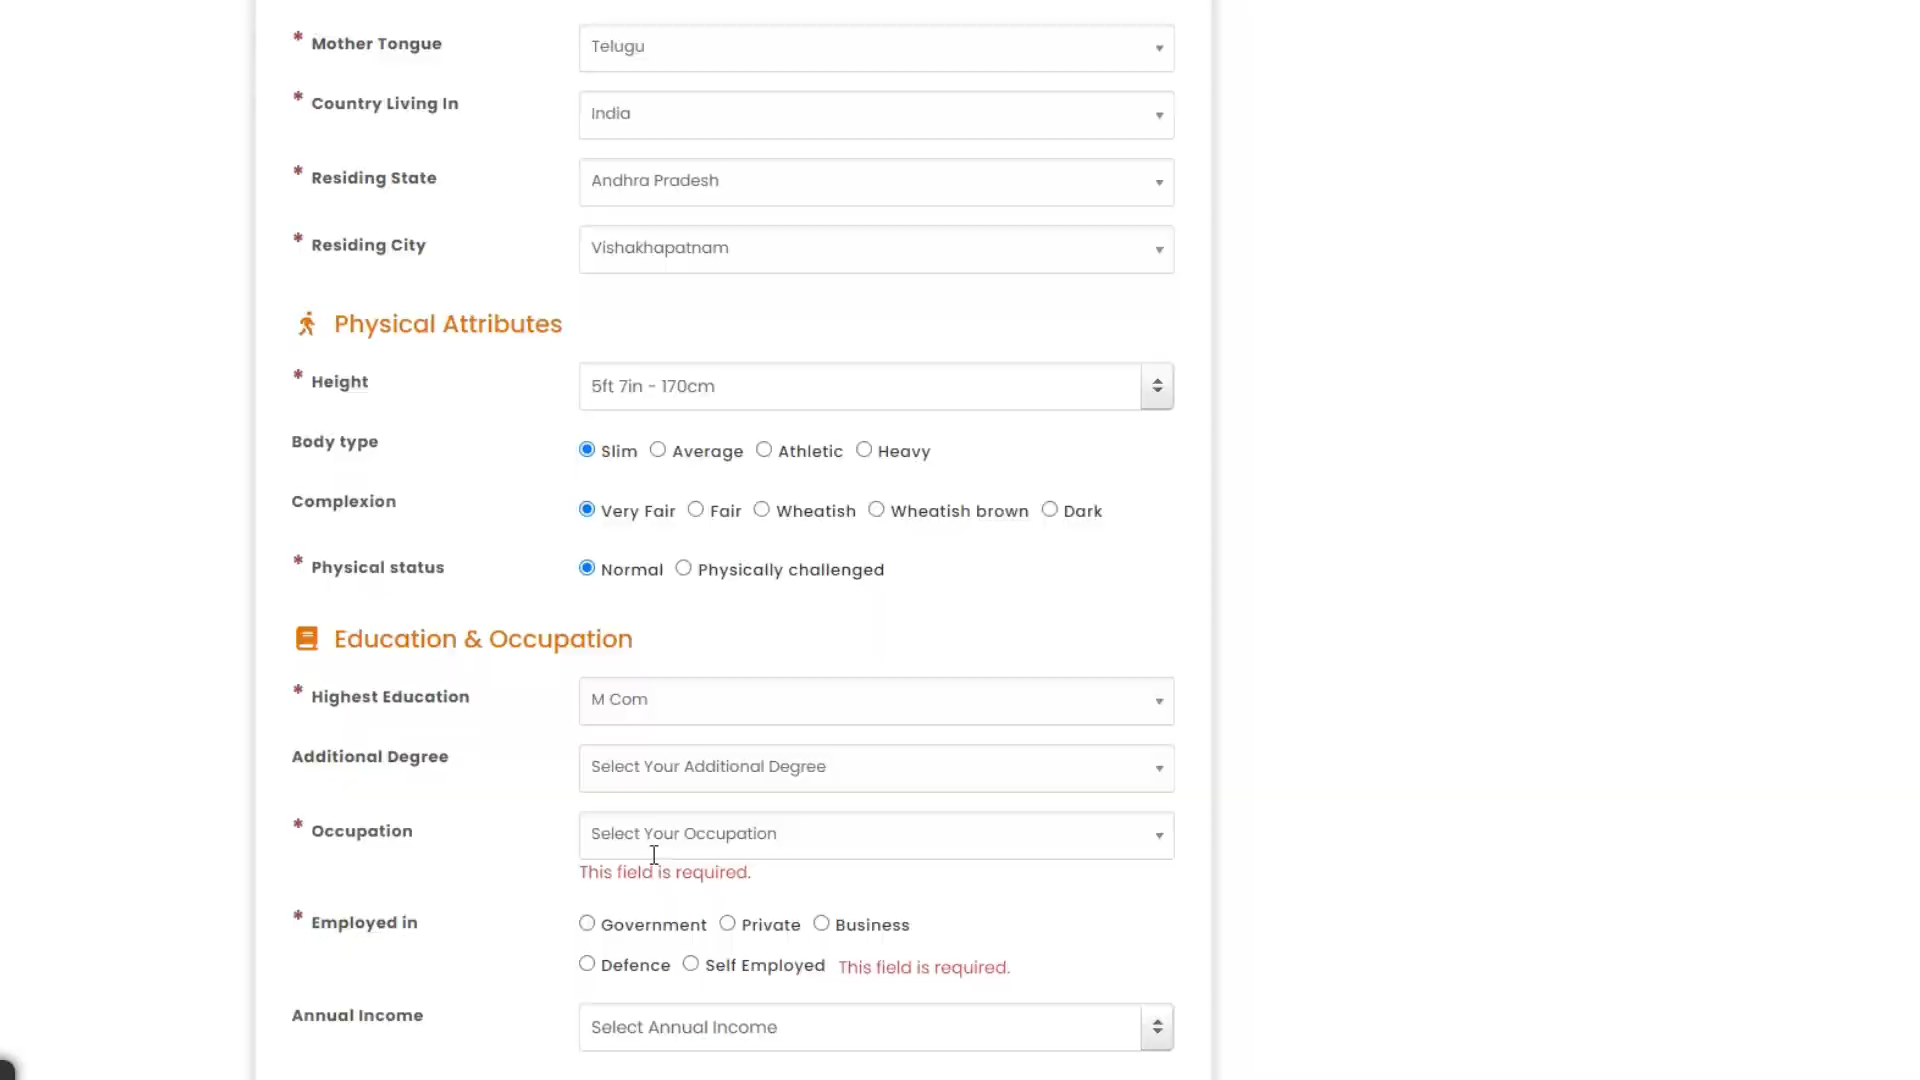 * Mother Tongue Telugu
* Country Living In India
* Residing State Andhra Pradesh
* Residing City Vishakhapatnam
Physical Attributes
* Height 5ft 7in - 170cm
Body type Slim Average Athletic Heavy
Complexion Very Fair Fair Wheatish Wheatish brown Dark
* Physical status Normal Physically challenged
Education & Occupation
* Highest Education M Com
Additional Degree Select Your Additional Degree
* Occupation Select Your Occupation
This field is required.
* Employed in Government Private Business
Defence Self Employed This field is required.
Annual Income Select Annual Income